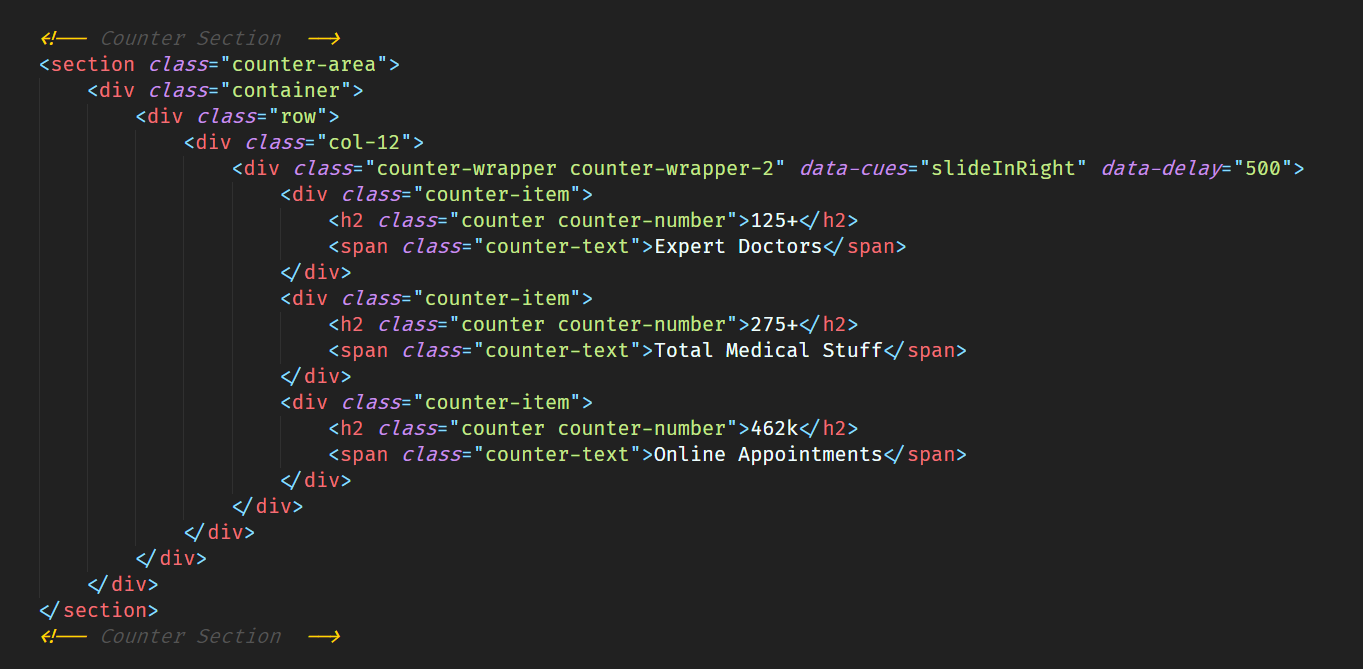 <!-- Counter Section  -->
<section class="counter-area">
    <div class="container">
        <div class="row">
            <div class="col-12">
                <div class="counter-wrapper counter-wrapper-2" data-cues="slideInRight" data-delay="500">
                    <div class="counter-item">
                        <h2 class="counter counter-number">125+</h2>
                        <span class="counter-text">Expert Doctors</span>
                    </div>
                    <div class="counter-item">
                        <h2 class="counter counter-number">275+</h2>
                        <span class="counter-text">Total Medical Stuff</span>
                    </div>
                    <div class="counter-item">
                        <h2 class="counter counter-number">462k</h2>
                        <span class="counter-text">Online Appointments</span>
                    </div>
                </div>
            </div>
        </div>
    </div>
</section>
<!-- Counter Section  -->